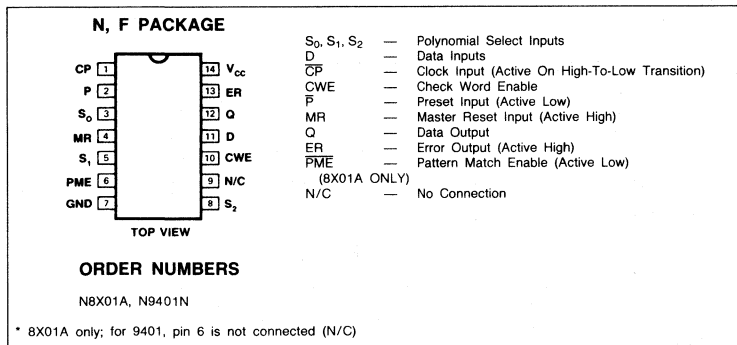 N, F PACKAGE
CP 1
P 2
S₀ 3
MR 4
S₁ 5
PME 6
GND 7
14 Vcc
13 ER
12 Q
11 D
10 CWE
9 N/C
8 S₂
TOP VIEW
S₀, S₁, S₂ — Polynomial Select Inputs
D — Data Inputs
C̅P̅ — Clock Input (Active On High-To-Low Transition)
CWE — Check Word Enable
P̅ — Preset Input (Active Low)
MR — Master Reset Input (Active High)
Q — Data Output
ER — Error Output (Active High)
P̅M̅E̅ — Pattern Match Enable (Active Low)
(8X01A ONLY)
N/C — No Connection
ORDER NUMBERS
N8X01A, N9401N
* 8X01A only; for 9401, pin 6 is not connected (N/C)